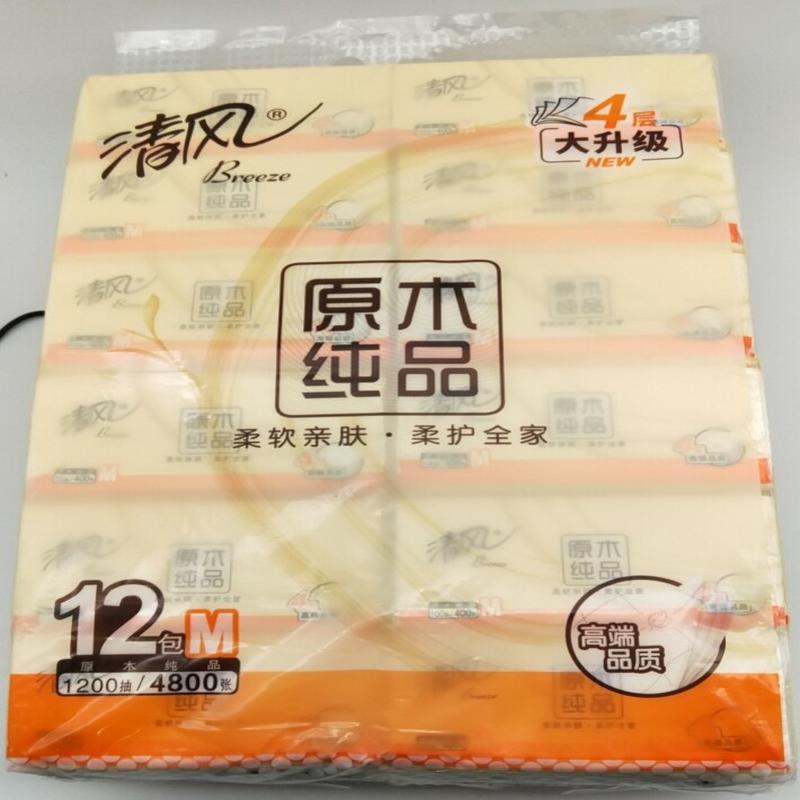 清风®
Breeze
4层
大升级
NEW
原木
纯品
柔软亲肤·柔护全家
12包M
原木纯品
1200抽/4800张
高端
品质